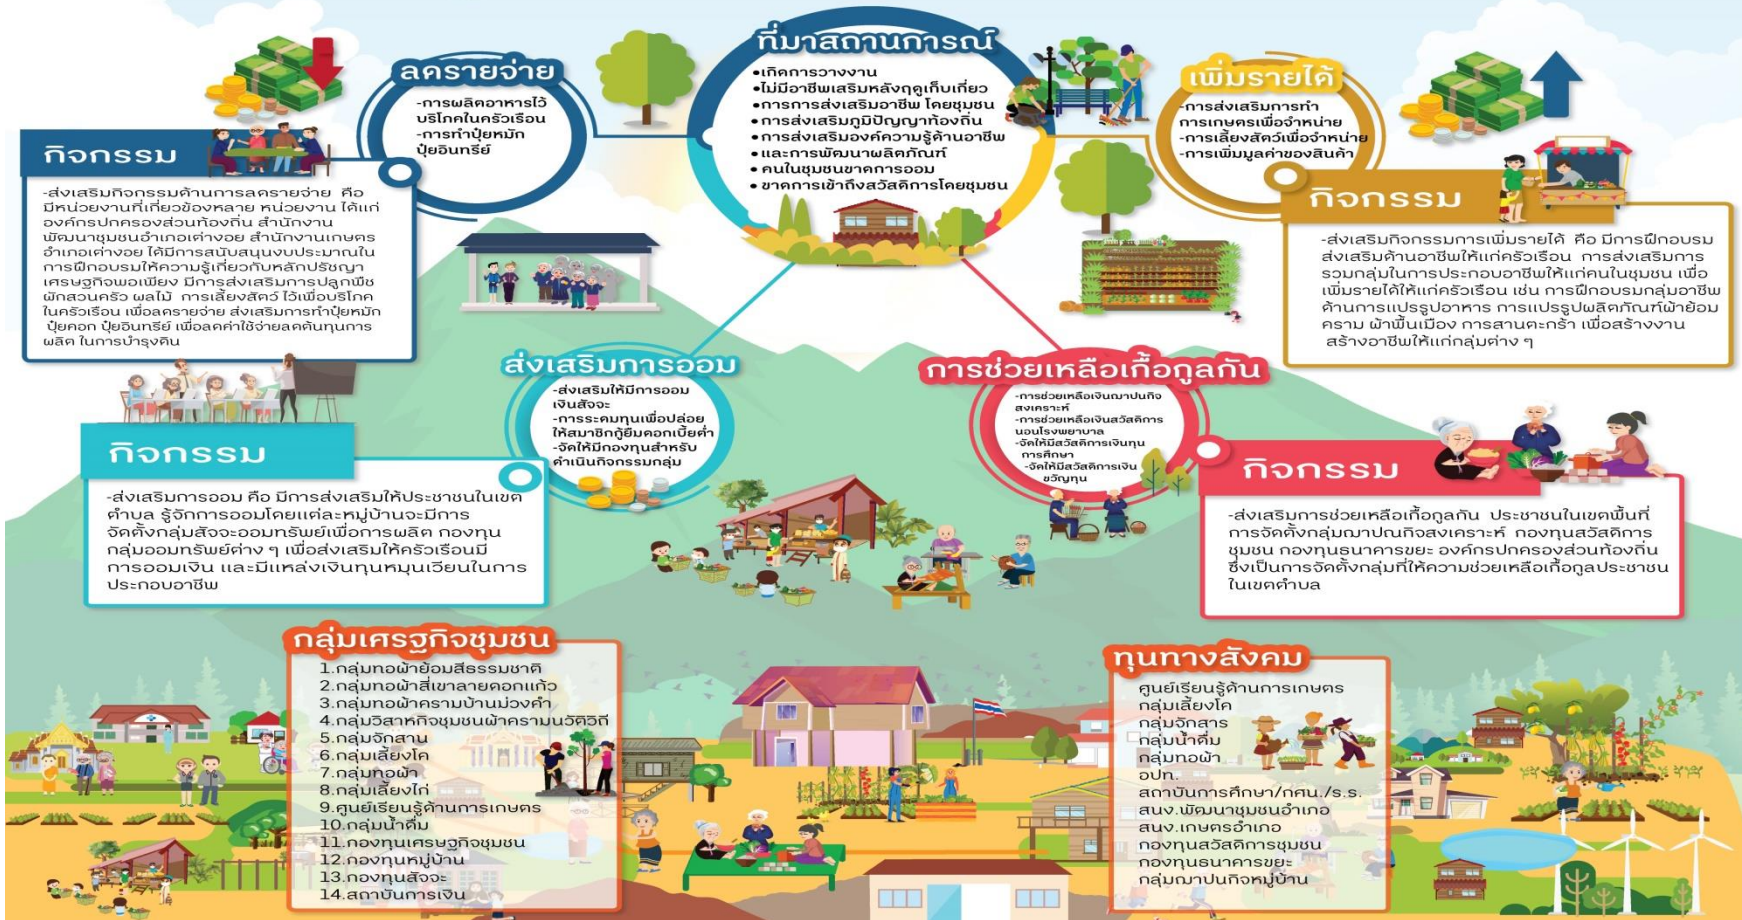 ที่มาสถานการณ์
•เกิดการว่างงาน
•ไม่มีอาชีพเสริมหลังฤดูเก็บเกี่ยว
•การการส่งเสริมอาชีพ โดยชุมชน
•การส่งเสริมภูมิปัญญาท้องถิ่น
•การส่งเสริมองค์ความรู้ด้านอาชีพ
•และการพัฒนาผลิตภัณฑ์
•คนในชุมชนขาดการออม
•ขาดการเข้าถึงสวัสดิการโดยชุมชน
ลดรายจ่าย
-การผลิตอาหารไว้
บริโภคในครัวเรือน
-การทำปุ๋ยหมัก
ปุ๋ยอินทรีย์
กิจกรรม
-ส่งเสริมกิจกรรมด้านการลดรายจ่าย คือ
มีหน่วยงานที่เกี่ยวข้องหลาย หน่วยงาน ได้แก่
องค์กรปกครองส่วนท้องถิ่น สำนักงาน
พัฒนาชุมชนอำเภอเต่างอย สำนักงานเกษตร
อำเภอเต่างอย ได้มีการสนับสนุนงบประมาณใน
การฝึกอบรมให้ความรู้เกี่ยวกับหลักปรัชญา
เศรษฐกิจพอเพียง มีการส่งเสริมการปลูกพืช
ผักสวนครัว ผลไม้ การเลี้ยงสัตว์ ไว้เพื่อบริโภค
ในครัวเรือน เพื่อลดรายจ่าย ส่งเสริมการทำปุ๋ยหมัก
ปุ๋ยคอก ปุ๋ยอินทรีย์ เพื่อลดค่าใช้จ่ายลดต้นทุนการ
ผลิต ในการบำรุงดิน
เพิ่มรายได้
-การส่งเสริมการทำ
การเกษตรเพื่อจำหน่าย
-การเลี้ยงสัตว์เพื่อจำหน่าย
-การเพิ่มมูลค่าของสินค้า
กิจกรรม
-ส่งเสริมกิจกรรมการเพิ่มรายได้ คือ มีการฝึกอบรม
ส่งเสริมด้านอาชีพให้แก่ครัวเรือน การส่งเสริมการ
รวมกลุ่มในการประกอบอาชีพให้แก่คนในชุมชน เพื่อ
เพิ่มรายได้ให้แก่ครัวเรือน เช่น การฝึกอบรมกลุ่มอาชีพ
ด้านการแปรรูปอาหาร การแปรรูปผลิตภัณฑ์ผ้าย้อม
คราม ผ้าพื้นเมือง การสานตะกร้า เพื่อสร้างงาน
สร้างอาชีพให้แก่กลุ่มต่าง ๆ
ส่งเสริมการออม
-ส่งเสริมให้มีการออม
เงินสัจจะ
-การระดมทุนเพื่อปล่อย
ให้สมาชิกกู้ยืมดอกเบี้ยต่ำ
-จัดให้มีกองทุนสำหรับ
ดำเนินกิจกรรมกลุ่ม
กิจกรรม
-ส่งเสริมการออม คือ มีการส่งเสริมให้ประชาชนในเขต
ตำบล รู้จักการออมโดยแต่ละหมู่บ้านจะมีการ
จัดตั้งกลุ่มสัจจะออมทรัพย์เพื่อการผลิต กองทุน
กลุ่มออมทรัพย์ต่าง ๆ เพื่อส่งเสริมให้ครัวเรือนมี
การออมเงิน และมีแหล่งเงินทุนหมุนเวียนในการ
ประกอบอาชีพ
การช่วยเหลือเกื้อกูลกัน
-การช่วยเหลือเงินฌาปนกิจ
สงเคราะห์
-การช่วยเหลือเงินสวัสดิการ
นอนโรงพยาบาล
-จัดให้มีสวัสดิการเงินทุน
การศึกษา
-จัดให้มีสวัสดิการเงิน
ขวัญทุน
กิจกรรม
-ส่งเสริมการช่วยเหลือเกื้อกูลกัน ประชาชนในเขตพื้นที่
การจัดตั้งกลุ่มฌาปณกิจสงเคราะห์ กองทุนสวัสดิการ
ชุมชน กองทุนธนาคารขยะ องค์กรปกครองส่วนท้องถิ่น
ซึ่งเป็นการจัดตั้งกลุ่มที่ให้ความช่วยเหลือเกื้อกูลประชาชน
ในเขตตำบล
กลุ่มเศรฐกิจชุมชน
1.กลุ่มทอผ้าย้อมสีธรรมชาติ
2.กลุ่มทอผ้าสี่เขาลายดอกแก้ว
3.กลุ่มทอผ้าครามบ้านม่วงคำ
4.กลุ่มวิสาหกิจชุมชนผ้าครามนวัติวิถี
5.กลุ่มจักสาน
6.กลุ่มเลี้ยงโค
7.กลุ่มทอผ้า
8.กลุ่มเลี้ยงไก่
9.ศูนย์เรียนรู้ด้านการเกษตร
10.กลุ่มน้ำดื่ม
11.กองทุนเศรษฐกิจชุมชน
12.กองทุนหมู่บ้าน
13.กองทุนสัจจะ
14.สถาบันการเงิน
ทุนทางสังคม
ศูนย์เรียนรู้ด้านการเกษตร
กลุ่มเลี้ยงโค
กลุ่มจักสาร
กลุ่มน้ำดื่ม
กลุ่มทอผ้า
อปท.
สถาบันการศึกษา/กศน./ร.ร.
สนง.พัฒนาชุมชนอำเภอ
สนง.เกษตรอำเภอ
กองทุนสวัสดิการชุมชน
กองทุนธนาคารขยะ
กลุ่มฌาปนกิจหมู่บ้าน